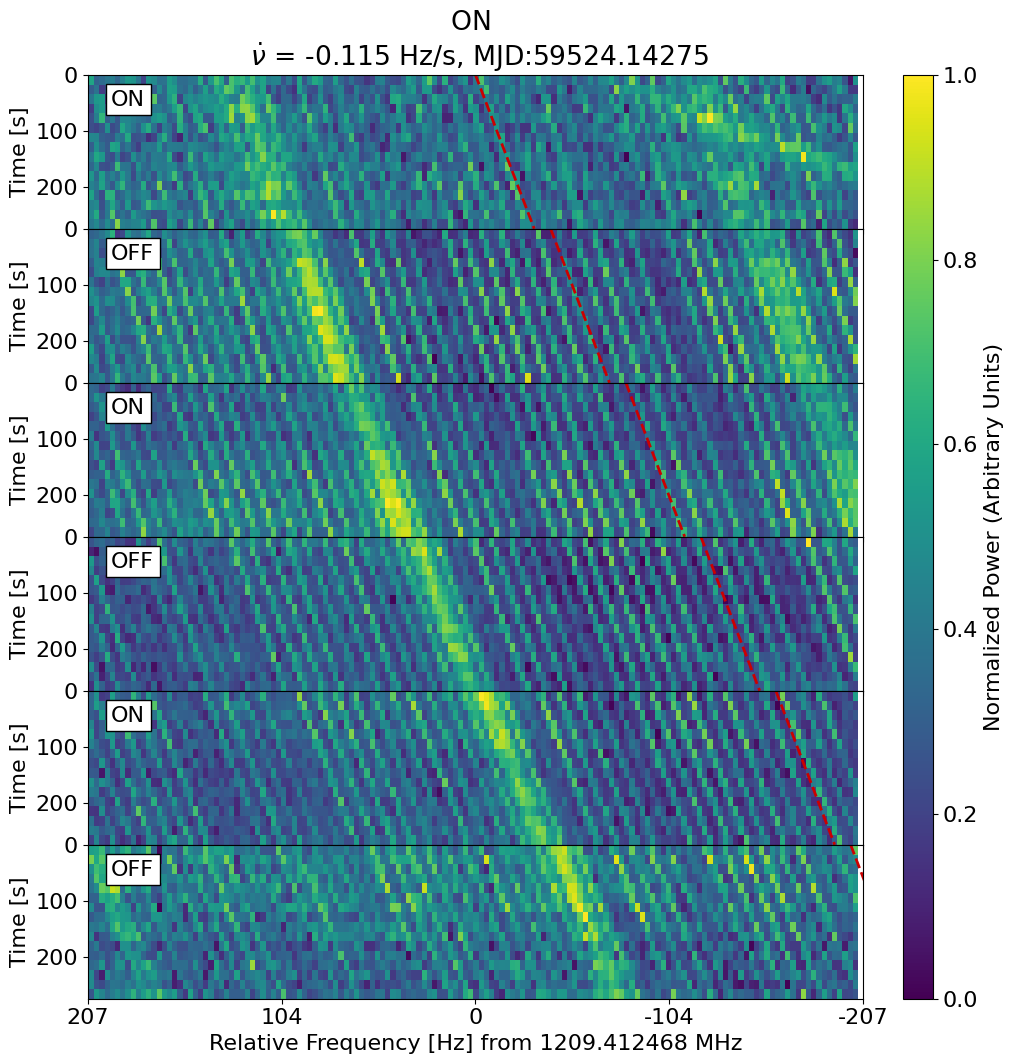 ON
ν̇ = -0.115 Hz/s, MJD:59524.14275
ON
OFF
ON
OFF
ON
OFF
Time [s]
0
100
200
Time [s]
0
100
200
Time [s]
0
100
200
Time [s]
0
100
200
Time [s]
0
100
200
Time [s]
0
100
200
207
104
0
-104
-207
Relative Frequency [Hz] from 1209.412468 MHz
1.0
0.8
0.6
0.4
0.2
0.0
Normalized Power (Arbitrary Units)